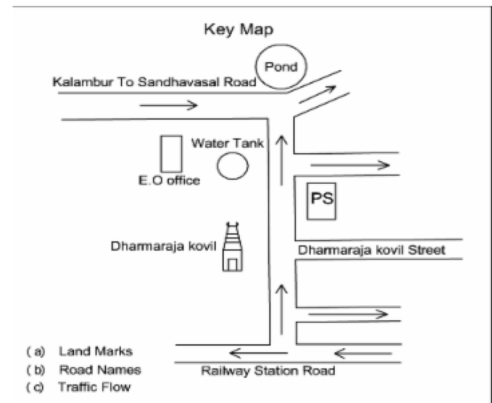 Key Map
Pond
Kalambur To Sandhavasal Road
Water Tank
E.O office
PS
Dharmaraja kovil
Dharmaraja kovil Street
(a) Land Marks
(b) Road Names
(c) Traffic Flow
Railway Station Road